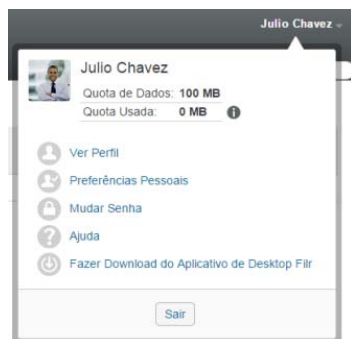 Julio Chavez
Julio Chavez
Quota de Dados: 100 MB
Quota Usada: 0 MB
Ver Perfil
Preferências Pessoais
Mudar Senha
Ajuda
Fazer Download do Aplicativo de Desktop Filr
Sair